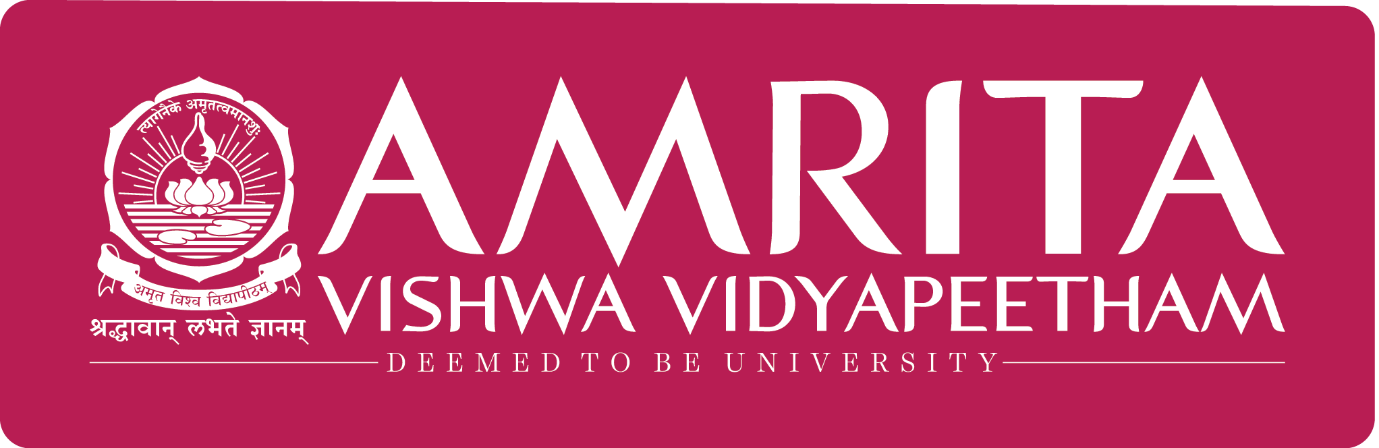 त्यागेनैके अमृतत्वमानशुः
अमृत विश्व विद्यापीठम्
श्रद्धावान् लभते ज्ञानम्
AMRITA
VISHWA VIDYAPEETHAM
DEEMED TO BE UNIVERSITY